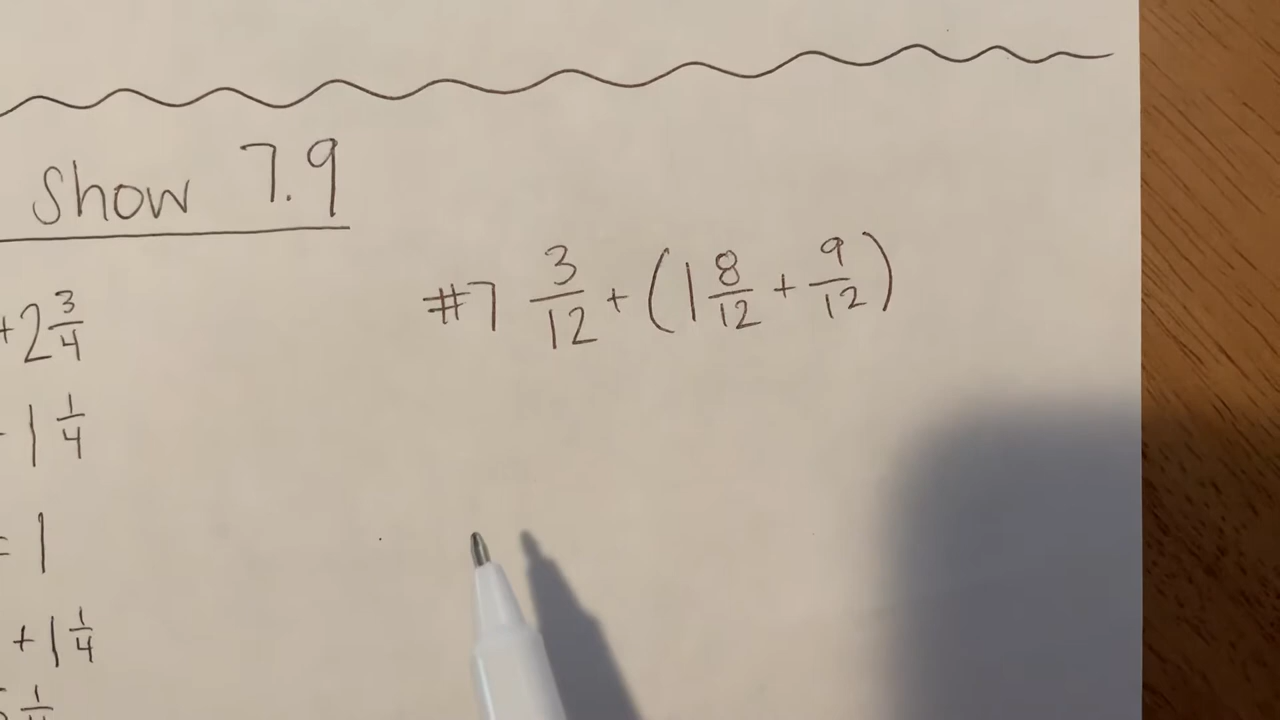 Show 7.9
#7 3/12 + (1 8/12 + 9/12)
+2 3/4
- 1 1/4
= 1
+ 1 1/4